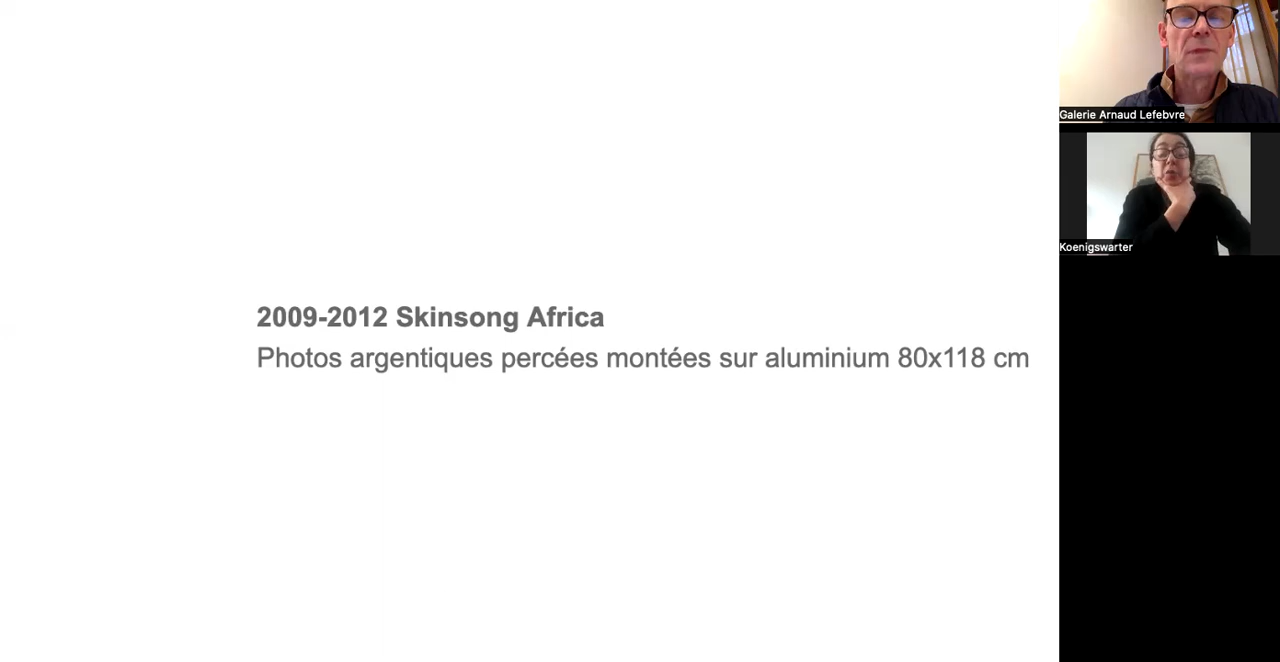 2009-2012 Skinsong Africa
Photos argentiques percées montées sur aluminium 80x118 cm
Galerie Arnaud Lefebvre
Koenigswarter